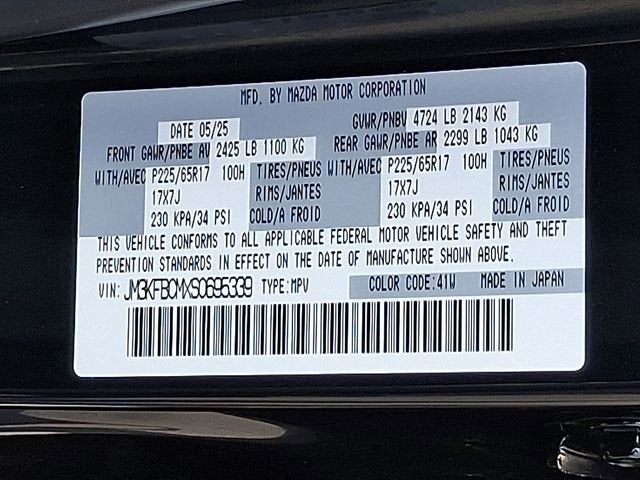 MFD. BY MAZDA MOTOR CORPORATION
DATE 05/25 GVWR/PNBV 4724 LB 2143 KG
FRONT GAWR/PNBE AV 2425 LB 1100 KG REAR GAWR/PNBE AR 2299 LB 1043 KG
WITH/AVEC P225/65R17 100H TIRES/PNEUS WITH/AVEC P225/65R17 100H TIRES/PNEUS
17X7J RIMS/JANTES 17X7J RIMS/JANTES
230 KPA/34 PSI COLD/A FROID 230 KPA/34 PSI COLD/A FROID
THIS VEHICLE CONFORMS TO ALL APPLICABLE FEDERAL MOTOR VEHICLE SAFETY AND THEFT
PREVENTION STANDARDS IN EFFECT ON THE DATE OF MANUFACTURE SHOWN ABOVE.
VIN: JM3KFBCMXS0695339 TYPE: MPV COLOR CODE: 41W MADE IN JAPAN